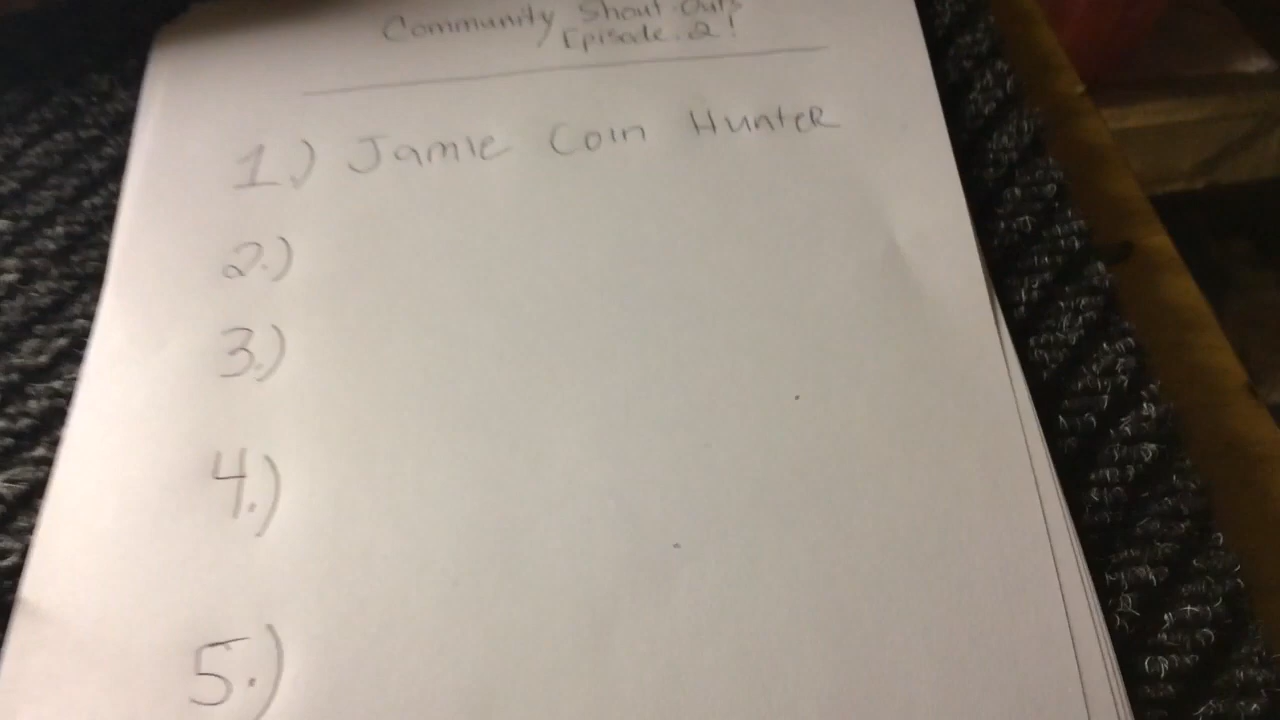 Community Shout Outs
Episode. 2!
1.) Jamie Coin Hunter
2.)
3.)
4.)
5.)